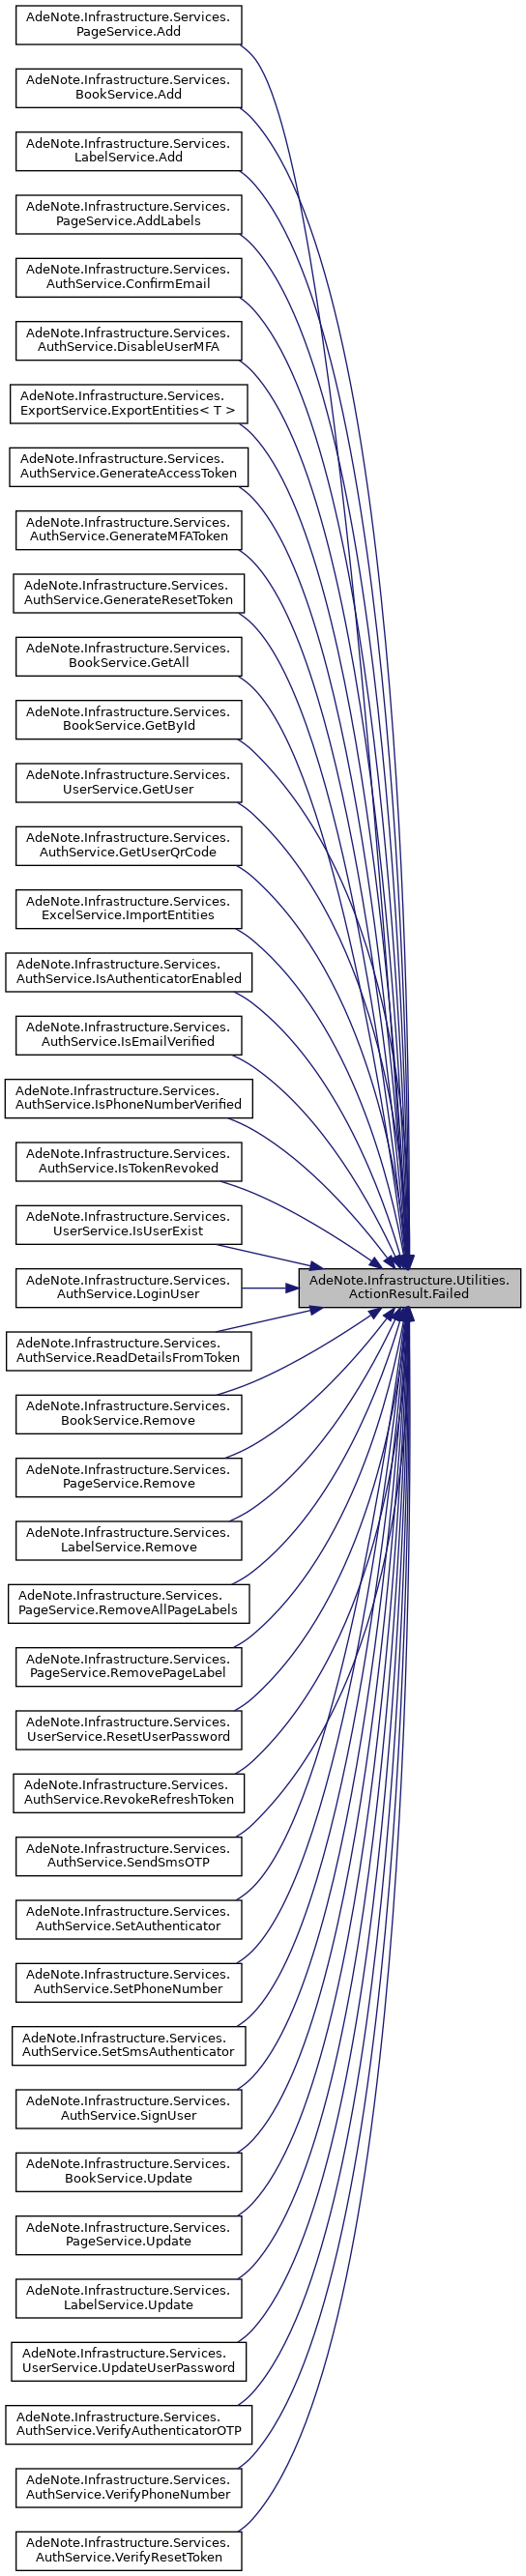 AdeNote.Infrastructure.Services.
PageService.Add
AdeNote.Infrastructure.Services.
BookService.Add
AdeNote.Infrastructure.Services.
LabelService.Add
AdeNote.Infrastructure.Services.
PageService.AddLabels
AdeNote.Infrastructure.Services.
AuthService.ConfirmEmail
AdeNote.Infrastructure.Services.
AuthService.DisableUserMFA
AdeNote.Infrastructure.Services.
ExportService.ExportEntities< T >
AdeNote.Infrastructure.Services.
AuthService.GenerateAccessToken
AdeNote.Infrastructure.Services.
AuthService.GenerateMFAToken
AdeNote.Infrastructure.Services.
AuthService.GenerateResetToken
AdeNote.Infrastructure.Services.
BookService.GetAll
AdeNote.Infrastructure.Services.
BookService.GetById
AdeNote.Infrastructure.Services.
UserService.GetUser
AdeNote.Infrastructure.Services.
AuthService.GetUserQrCode
AdeNote.Infrastructure.Services.
ExcelService.ImportEntities
AdeNote.Infrastructure.Services.
AuthService.IsAuthenticatorEnabled
AdeNote.Infrastructure.Services.
AuthService.IsEmailVerified
AdeNote.Infrastructure.Services.
AuthService.IsPhoneNumberVerified
AdeNote.Infrastructure.Services.
AuthService.IsTokenRevoked
AdeNote.Infrastructure.Services.
UserService.IsUserExist
AdeNote.Infrastructure.Services.
AuthService.LoginUser
AdeNote.Infrastructure.Utilities.
ActionResult.Failed
AdeNote.Infrastructure.Services.
AuthService.ReadDetailsFromToken
AdeNote.Infrastructure.Services.
BookService.Remove
AdeNote.Infrastructure.Services.
PageService.Remove
AdeNote.Infrastructure.Services.
LabelService.Remove
AdeNote.Infrastructure.Services.
PageService.RemoveAllPageLabels
AdeNote.Infrastructure.Services.
PageService.RemovePageLabel
AdeNote.Infrastructure.Services.
UserService.ResetUserPassword
AdeNote.Infrastructure.Services.
AuthService.RevokeRefreshToken
AdeNote.Infrastructure.Services.
AuthService.SendSmsOTP
AdeNote.Infrastructure.Services.
AuthService.SetAuthenticator
AdeNote.Infrastructure.Services.
AuthService.SetPhoneNumber
AdeNote.Infrastructure.Services.
AuthService.SetSmsAuthenticator
AdeNote.Infrastructure.Services.
AuthService.SignUser
AdeNote.Infrastructure.Services.
BookService.Update
AdeNote.Infrastructure.Services.
PageService.Update
AdeNote.Infrastructure.Services.
LabelService.Update
AdeNote.Infrastructure.Services.
UserService.UpdateUserPassword
AdeNote.Infrastructure.Services.
AuthService.VerifyAuthenticatorOTP
AdeNote.Infrastructure.Services.
AuthService.VerifyPhoneNumber
AdeNote.Infrastructure.Services.
AuthService.VerifyResetToken